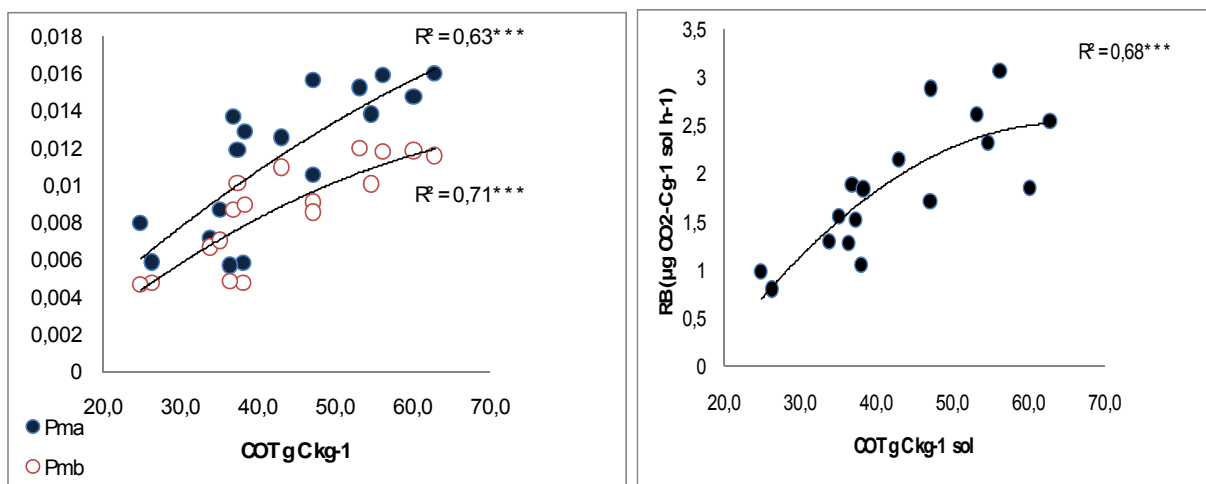 0,018
0,016
0,014
0,012
0,01
0,008
0,006
0,004
0,002
0
R² = 0,63***
R² = 0,71***
20,0 30,0 40,0 50,0 60,0 70,0
COT g C kg-1
Pma
Pmb
3,5
3
2,5
2
1,5
1
0,5
0
R² = 0,68***
RB(µg CO2-Cg-1 sol h-1)
20,0 30,0 40,0 50,0 60,0 70,0
COT g C kg-1 sol